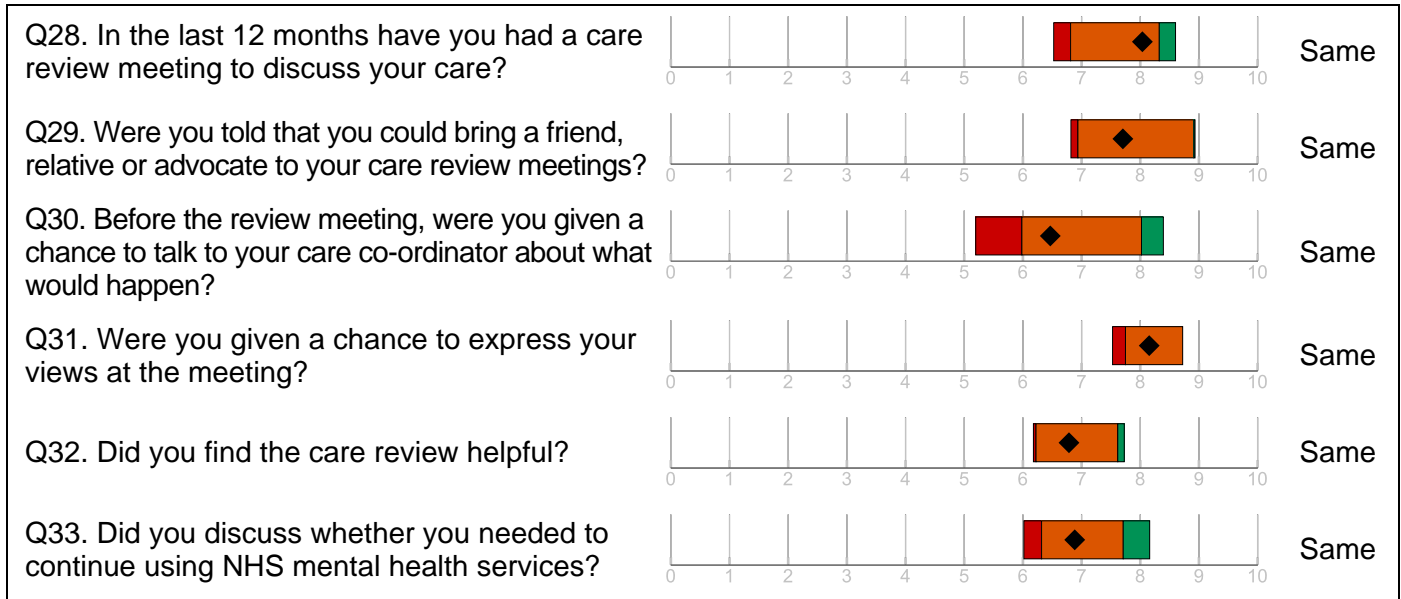 Q28. In the last 12 months have you had a care
review meeting to discuss your care?
0 1 2 3 4 5 6 7 8 9 10
Same
Q29. Were you told that you could bring a friend,
relative or advocate to your care review meetings?
0 1 2 3 4 5 6 7 8 9 10
Same
Q30. Before the review meeting, were you given a
chance to talk to your care co-ordinator about what
would happen?
0 1 2 3 4 5 6 7 8 9 10
Same
Q31. Were you given a chance to express your
views at the meeting?
0 1 2 3 4 5 6 7 8 9 10
Same
Q32. Did you find the care review helpful?
0 1 2 3 4 5 6 7 8 9 10
Same
Q33. Did you discuss whether you needed to
continue using NHS mental health services?
0 1 2 3 4 5 6 7 8 9 10
Same